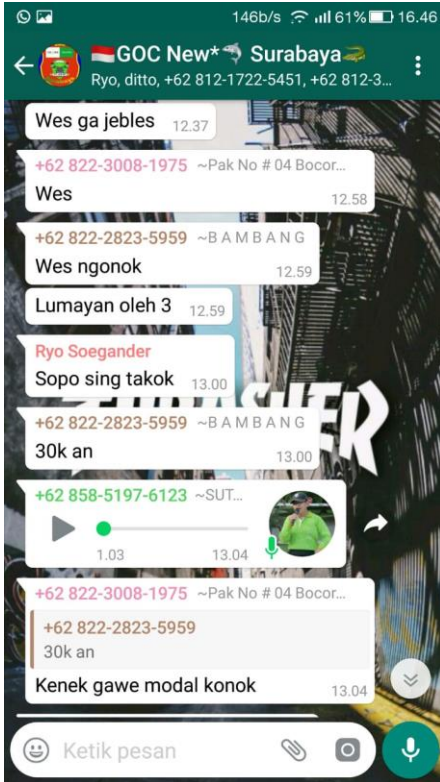 146b/s 61% 16.46
GOC New* Surabaya
Ryo, ditto, +62 812-1722-5451, +62 812-3...
Wes ga jebles 12.37
+62 822-3008-1975 ~Pak No # 04 Bocor...
Wes 12.58
+62 822-2823-5959 ~B A M B A N G
Wes ngonok 12.59
Lumayan oleh 3 12.59
Ryo Soegander
Sopo sing takok 13.00
THRASHER
+62 822-2823-5959 ~B A M B A N G
30k an 13.00
+62 858-5197-6123 ~SUT...
1.03 13.04
+62 822-3008-1975 ~Pak No # 04 Bocor...
+62 822-2823-5959
30k an
Kenek gawe modal konok 13.04
Ketik pesan